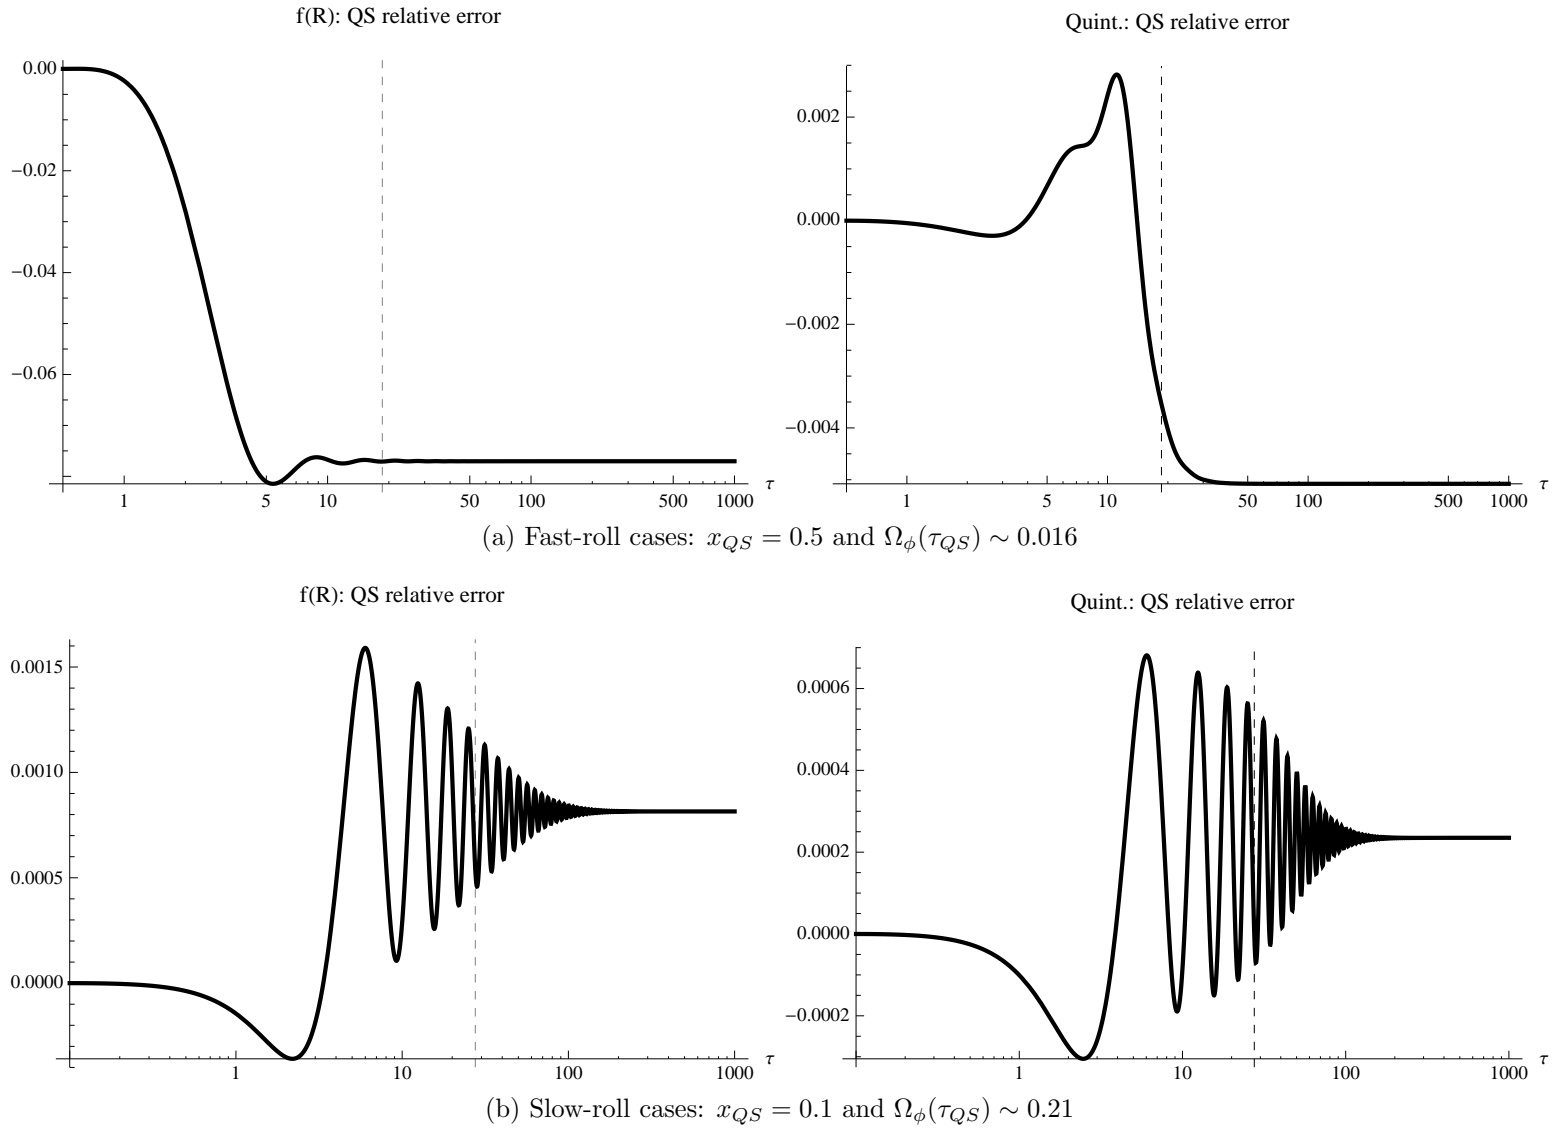 f(R): QS relative error
0.00
−0.02
−0.04
−0.06
1 5 10 50 100 500 1000 τ
Quint.: QS relative error
0.002
0.000
−0.002
−0.004
1 5 10 50 100 500 1000 τ
(a) Fast-roll cases: x_{QS} = 0.5 and Ω_ϕ(τ_{QS}) ∼ 0.016
f(R): QS relative error
0.0015
0.0010
0.0005
0.0000
1 10 100 1000 τ
Quint.: QS relative error
0.0006
0.0004
0.0002
0.0000
−0.0002
1 10 100 1000 τ
(b) Slow-roll cases: x_{QS} = 0.1 and Ω_ϕ(τ_{QS}) ∼ 0.21